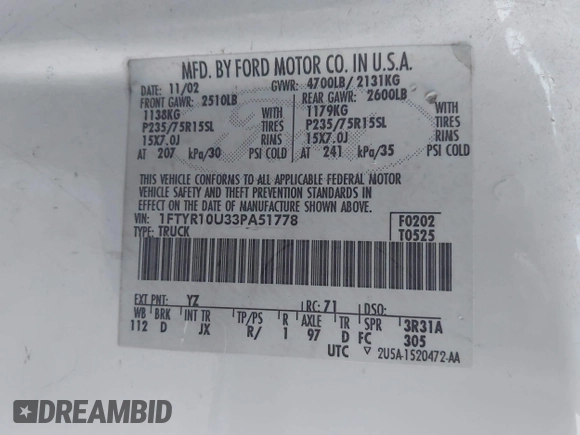 MFD. BY FORD MOTOR CO. IN U.S.A.
DATE: 11/02 GVWR: 4700LB/ 2131KG
FRONT GAWR: 2510LB REAR GAWR: 2600LB
1138KG WITH 1179KG WITH
P235/75R15SL TIRES P235/75R15SL TIRES
15X7.0J RIMS 15X7.0J RIMS
AT 207 kPa/30 PSI COLD AT 241 kPa/35 PSI COLD
THIS VEHICLE CONFORMS TO ALL APPLICABLE FEDERAL MOTOR
VEHICLE SAFETY AND THEFT PREVENTION STANDARDS IN
EFFECT ON THE DATE OF MANUFACTURE SHOWN ABOVE.
VIN: 1FTYR10U33PA51778 F0202
TYPE: TRUCK T0525
EXT PNT: YZ RC: 71 DSO:
WB BRK INT TR TP/PS R AXLE TR SPR 3R31A
112 D JX R/ 1 97 D FC 305
UTC 2U5A-1520472-AA
DREAMBID